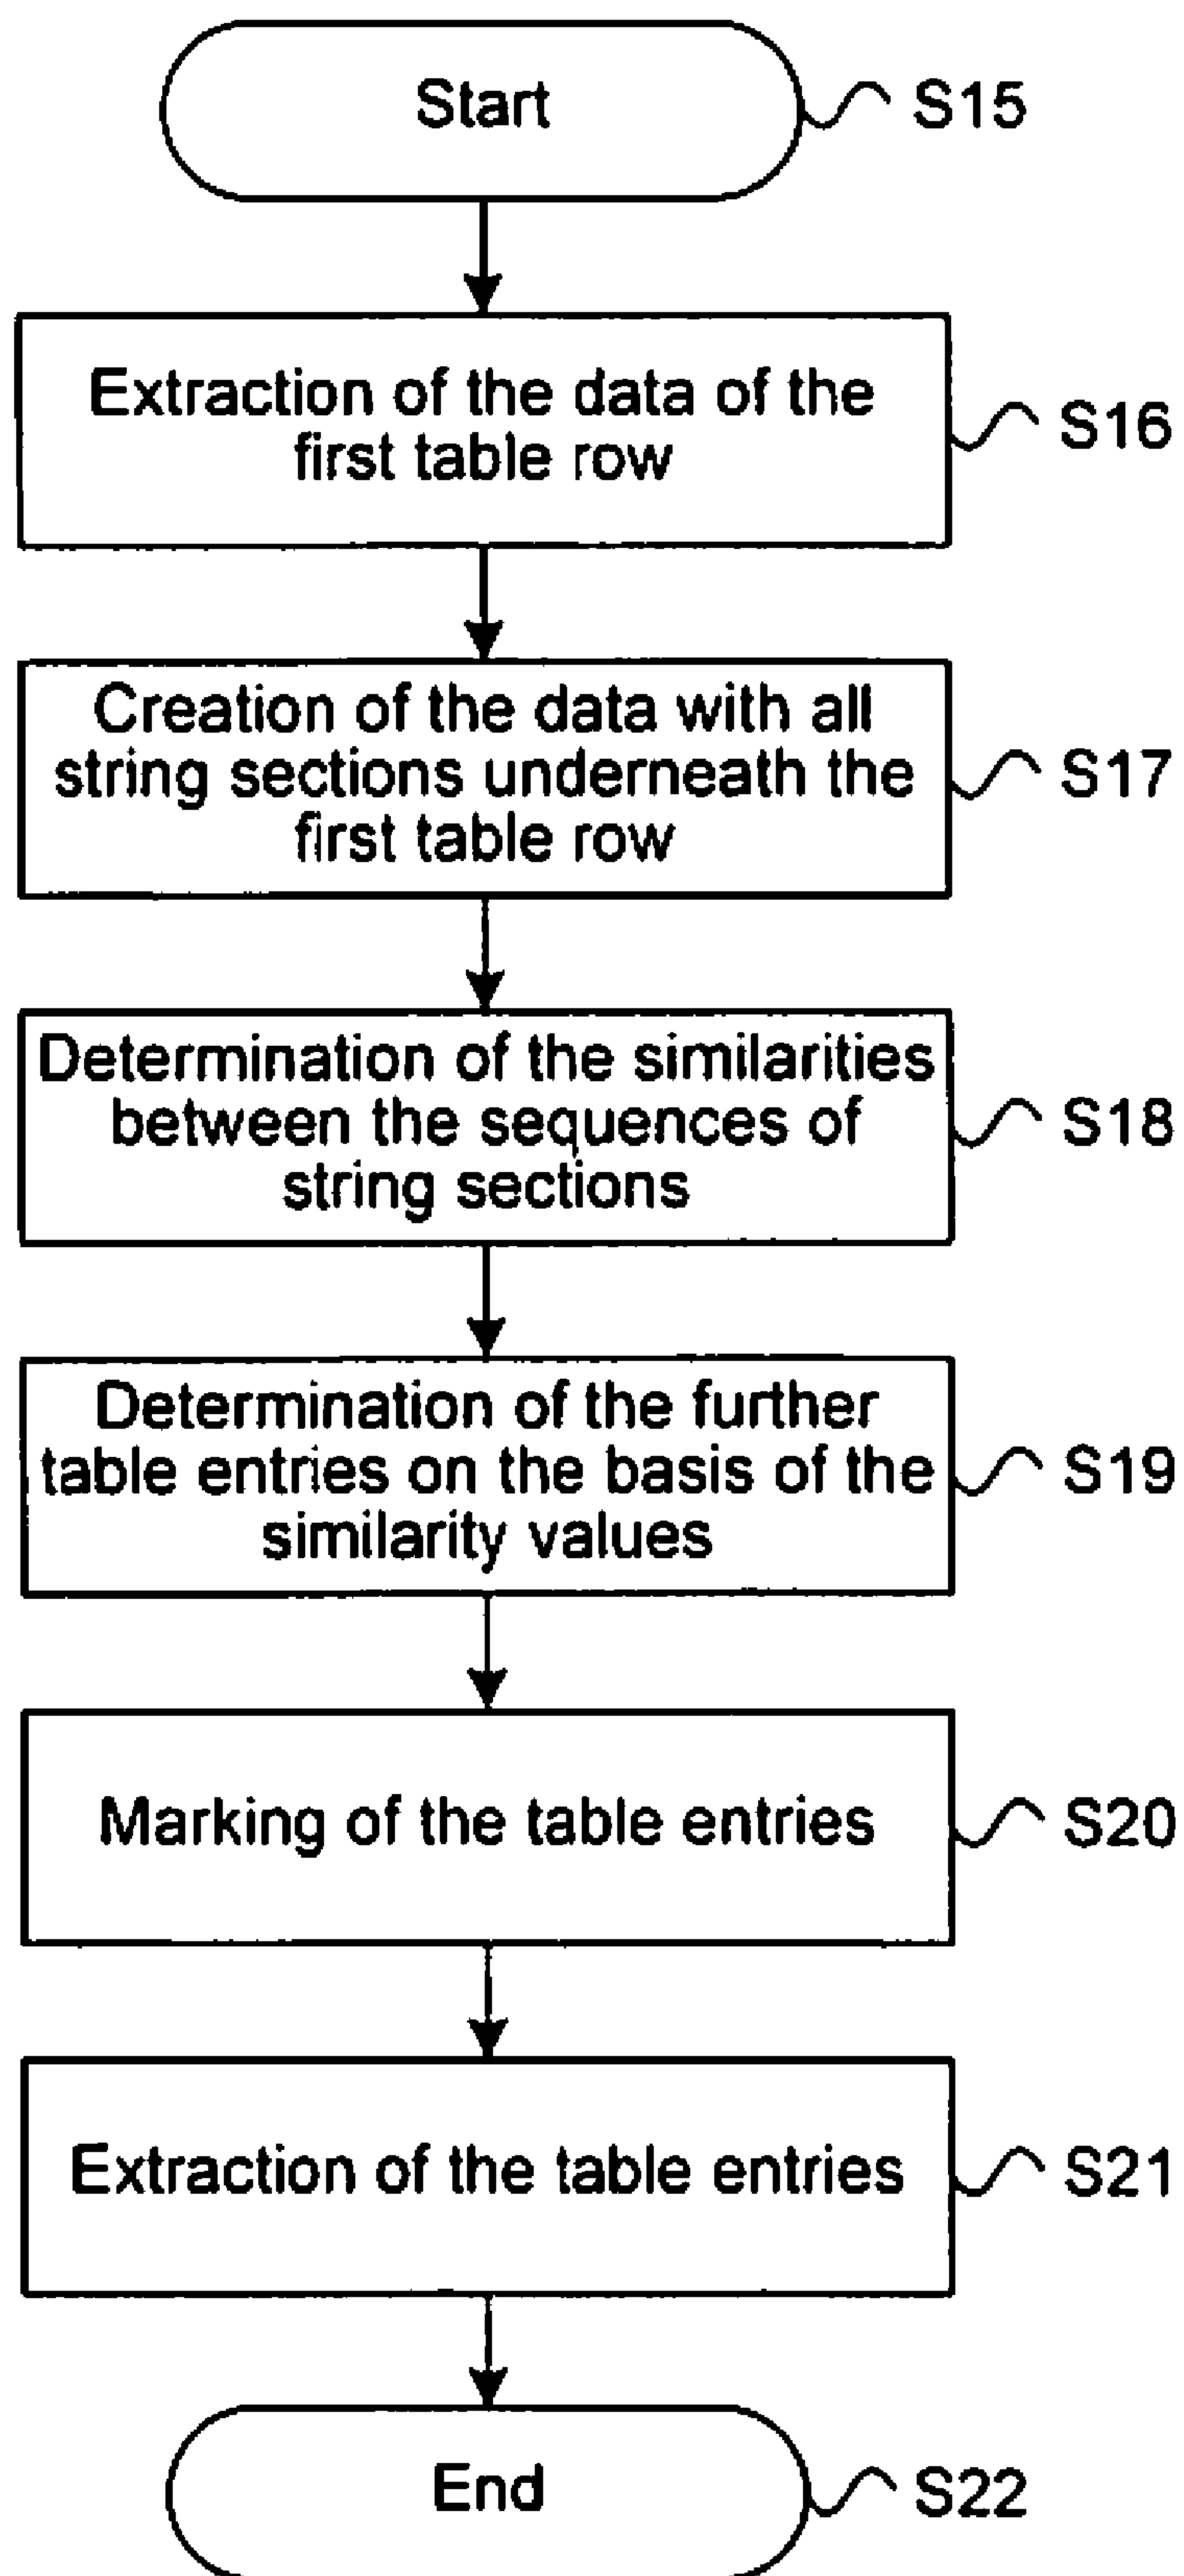 Start
S15
Extraction of the data of the
first table row
S16
Creation of the data with all
string sections underneath the
first table row
S17
Determination of the similarities
between the sequences of
string sections
S18
Determination of the further
table entries on the basis of the
similarity values
S19
Marking of the table entries
S20
Extraction of the table entries
S21
End
S22